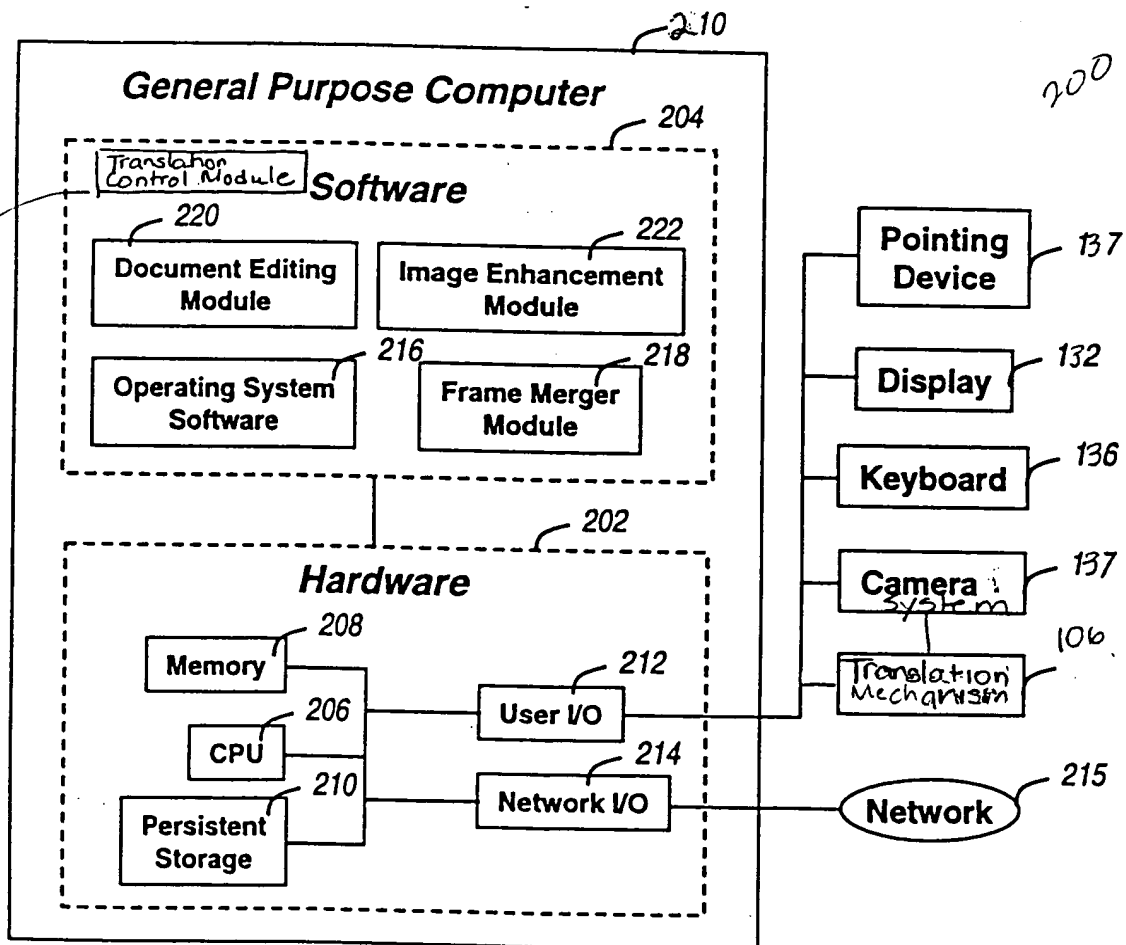 210
200
General Purpose Computer
204
Translation
Control Module
Software
220
222
Document Editing
Module
Image Enhancement
Module
216
218
Operating System
Software
Frame Merger
Module
202
Hardware
208
Memory
206
CPU
210
Persistent
Storage
212
User I/O
214
Network I/O
Pointing
Device
137
Display
132
Keyboard
136
Camera
System
137
Translation
Mechanism
106
Network
215